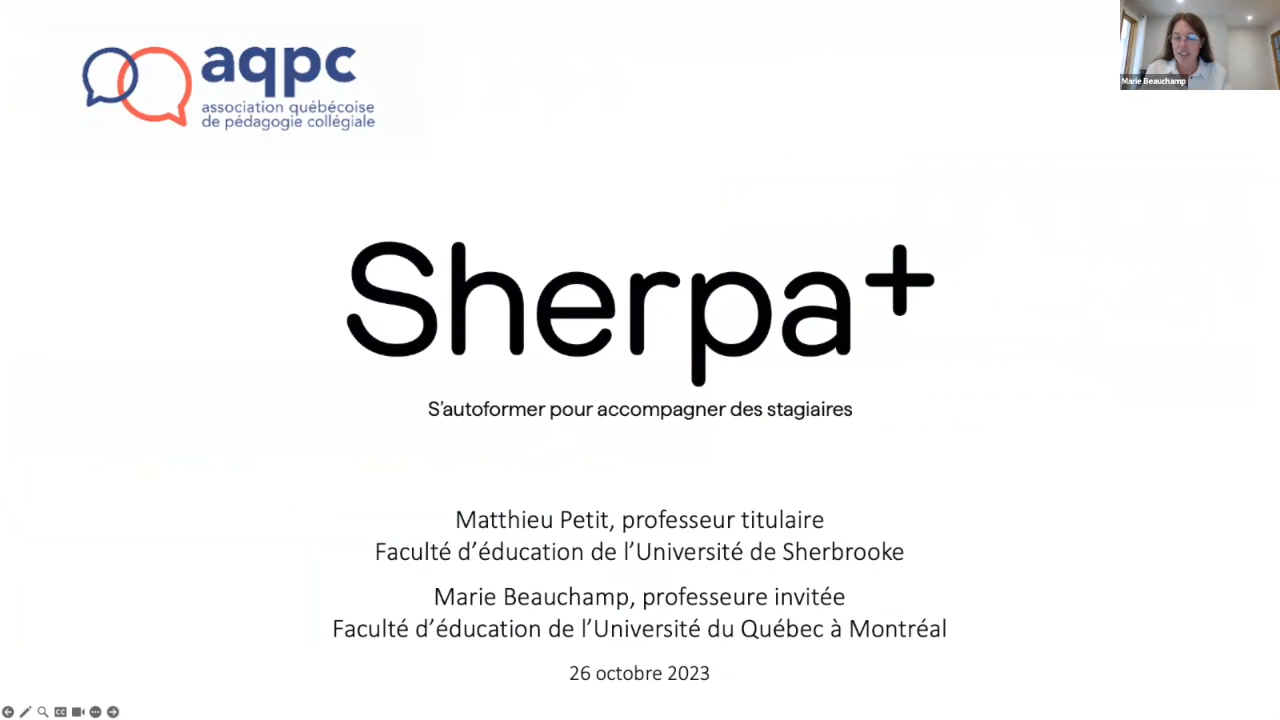 aqpc
association québécoise
de pédagogie collégiale
Marie Beauchamp
Sherpa+
S'autoformer pour accompagner des stagiaires
Matthieu Petit, professeur titulaire
Faculté d'éducation de l'Université de Sherbrooke
Marie Beauchamp, professeure invitée
Faculté d'éducation de l'Université du Québec à Montréal
26 octobre 2023